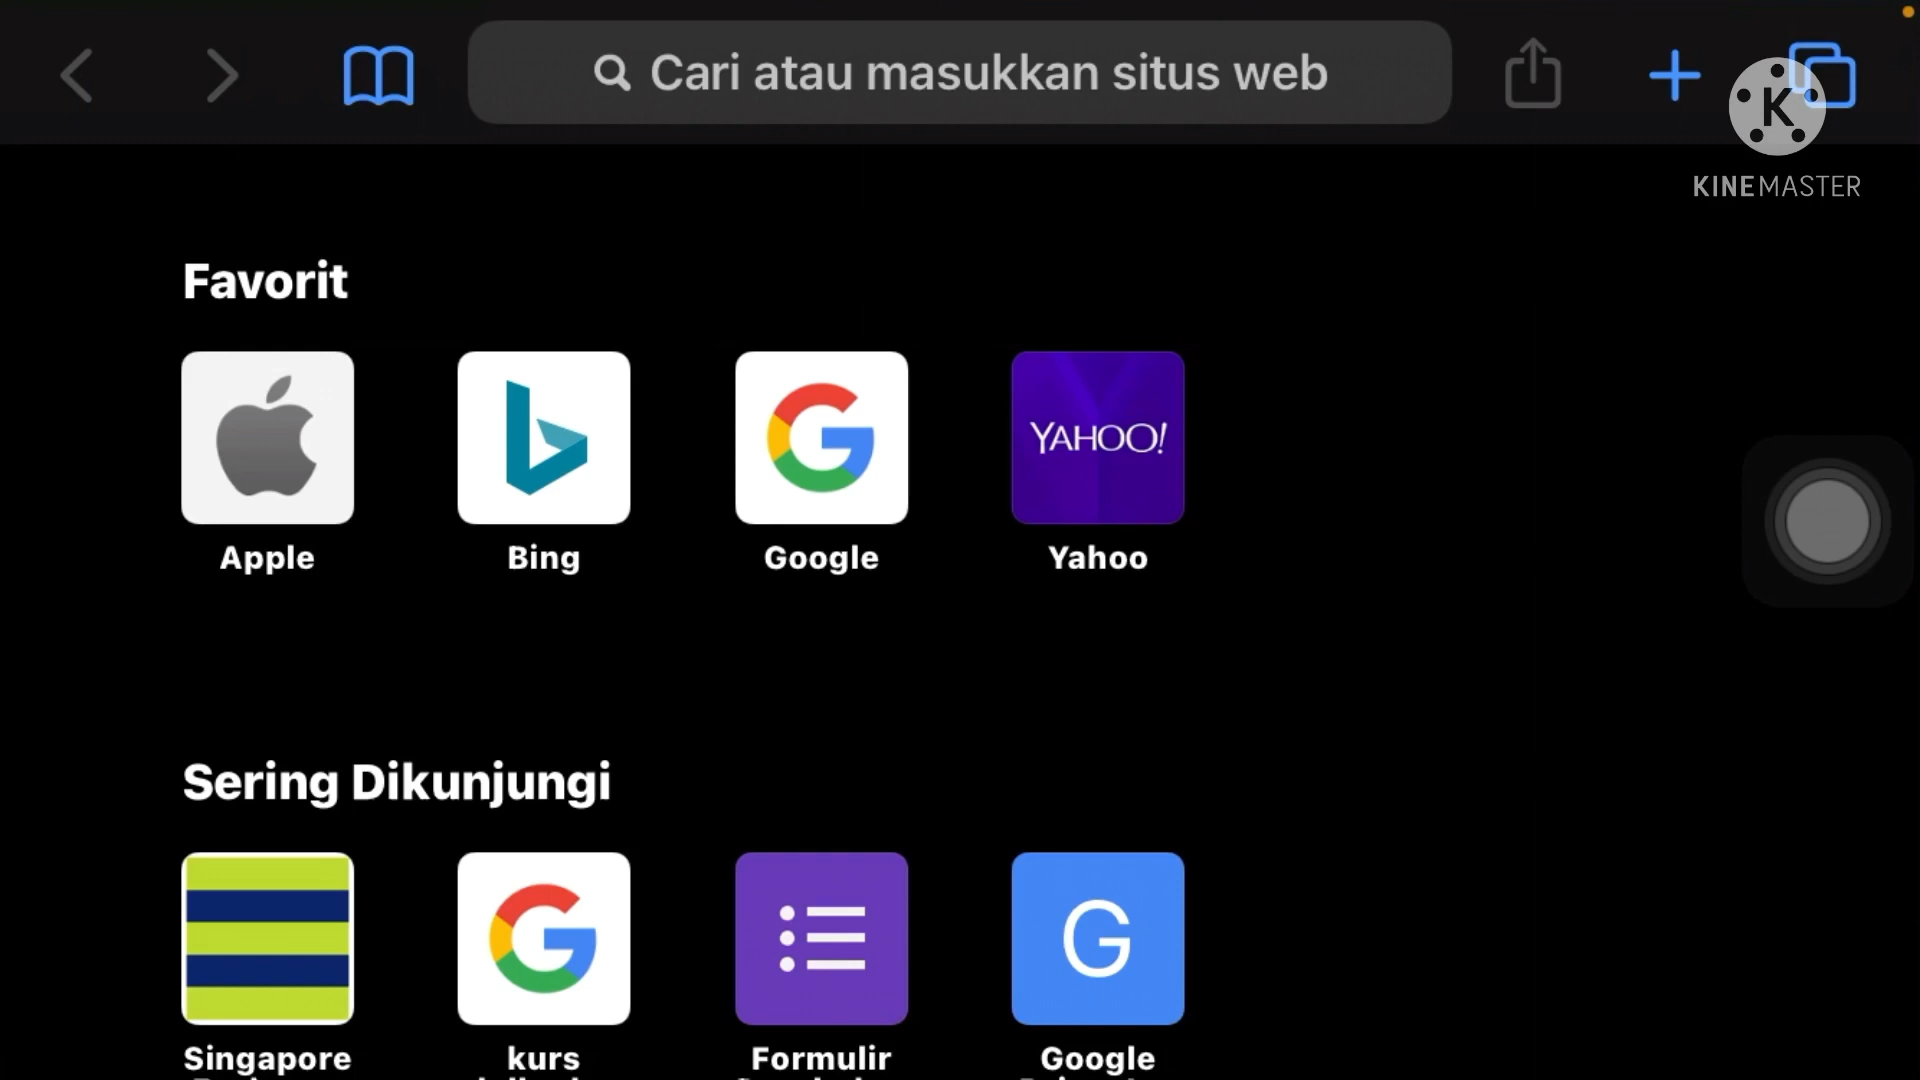 Cari atau masukkan situs web
K
KINEMASTER
Favorit
YAHOO!
Apple Bing Google Yahoo
Sering Dikunjungi
G
Singapore kurs Formulir Google